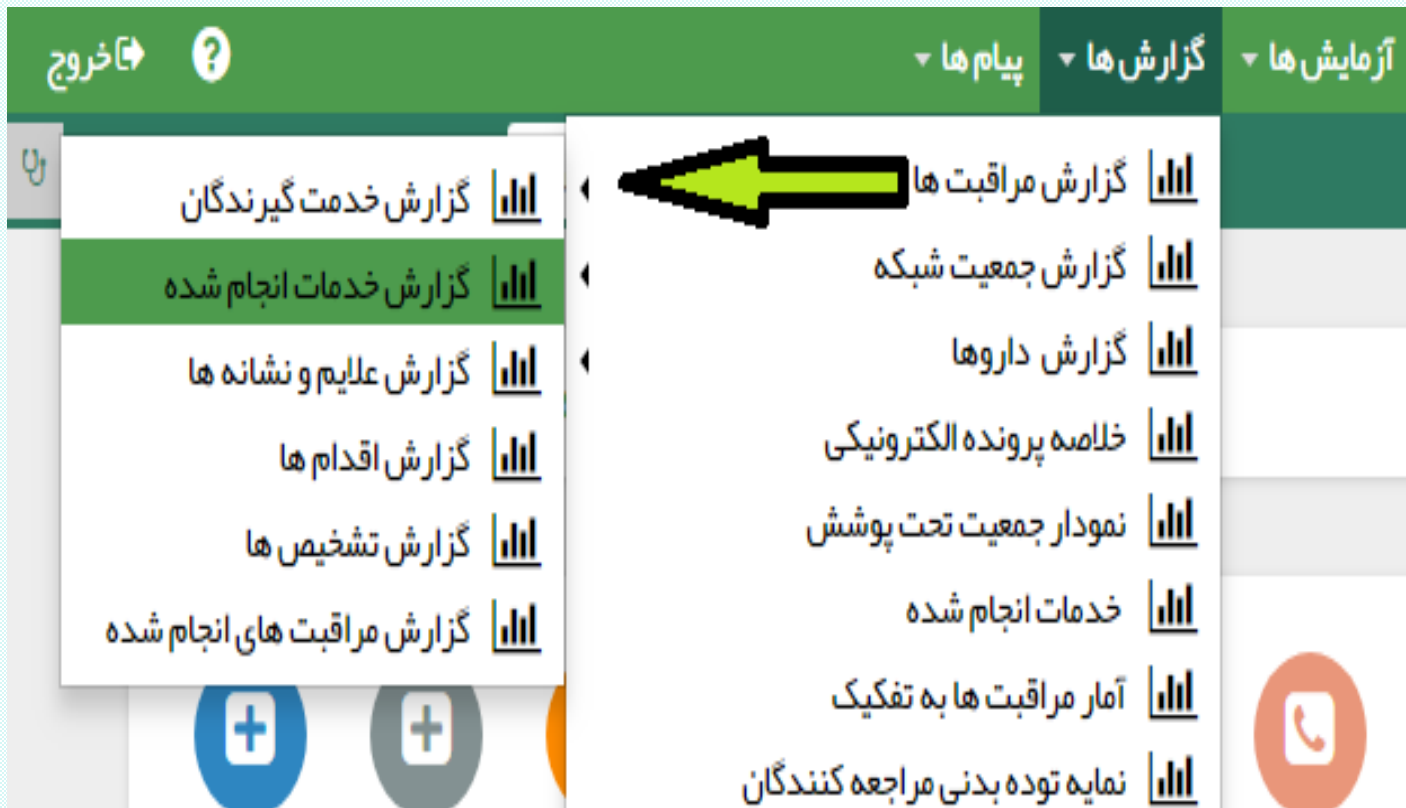 آزمایش ها
گزارش ها
پیام ها
?
خروج
گزارش مراقبت ها
گزارش جمعیت شبکه
گزارش داروها
خلاصه پرونده الکترونیکی
نمودار جمعیت تحت پوشش
خدمات انجام شده
آمار مراقبت ها به تفکیک
نمایه توده بدنی مراجعه کنندگان
گزارش خدمت گیرندگان
گزارش خدمات انجام شده
گزارش علایم و نشانه ها
گزارش اقدام ها
گزارش تشخیص ها
گزارش مراقبت های انجام شده